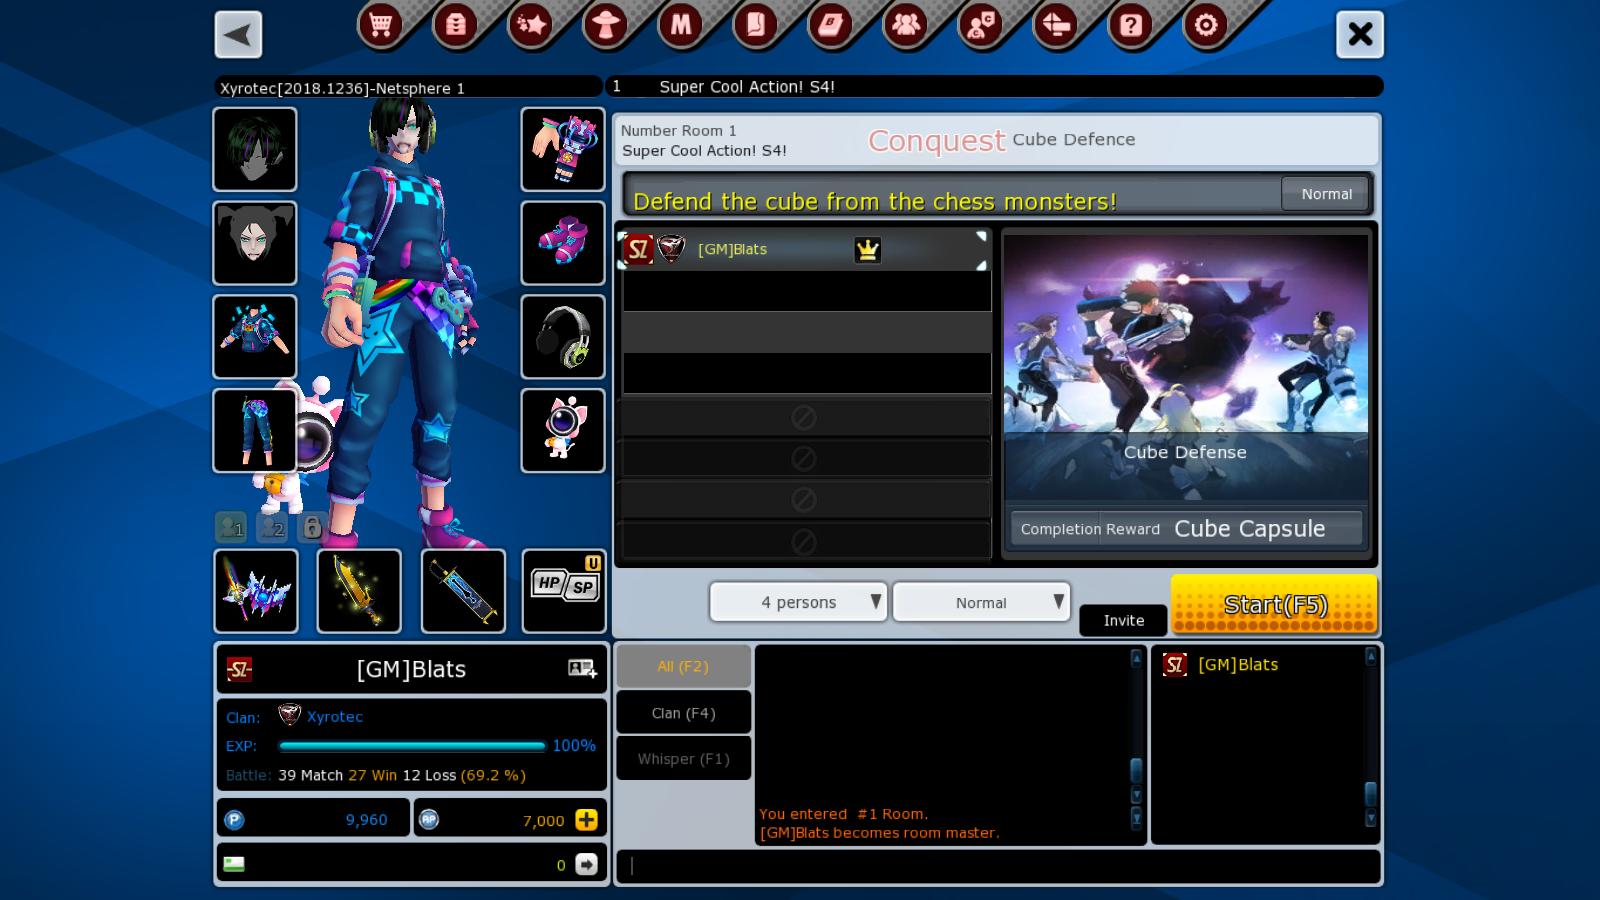 M
B
C
C
?
Xyrotec[2018.1236]-Netsphere 1
1 Super Cool Action! S4!
Number Room 1
Super Cool Action! S4!
Conquest Cube Defence
Defend the cube from the chess monsters!
Normal
[GM]Blats
Cube Defense
Completion Reward Cube Capsule
1
2
U
HP SP
4 persons
Normal
Invite
Start(F5)
[GM]Blats
Clan: Xyrotec
EXP: 100%
Battle: 39 Match 27 Win 12 Loss (69.2 %)
P 9,960
AP 7,000
0
All (F2)
Clan (F4)
Whisper (F1)
You entered #1 Room.
[GM]Blats becomes room master.
[GM]Blats